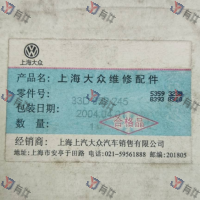 上海大众
产品名: 上海大众维修配件
零件号:
包装日期: 2004.04
数量:
合格品
经销商: 上海上汽大众汽车销售有限公司
地址: 上海市安亭于田路 电话: 021-59561888 邮编: 201805